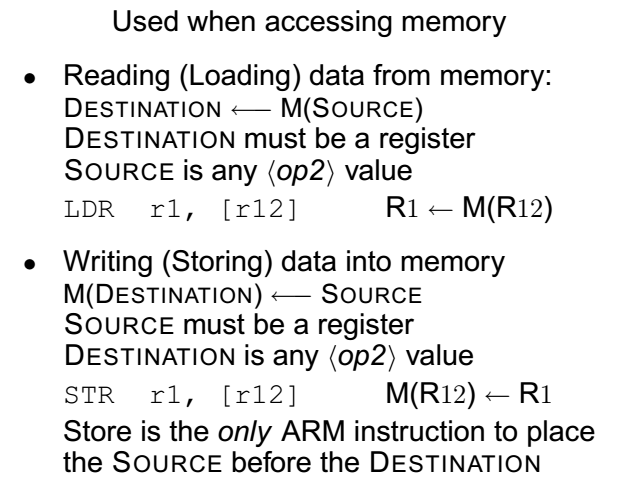 Used when accessing memory
• Reading (Loading) data from memory:
DESTINATION ⟵ M(SOURCE)
DESTINATION must be a register
SOURCE is any ⟨op2⟩ value
LDR r1, [r12] R1 ← M(R12)
• Writing (Storing) data into memory
M(DESTINATION) ⟵ SOURCE
SOURCE must be a register
DESTINATION is any ⟨op2⟩ value
STR r1, [r12] M(R12) ← R1
Store is the only ARM instruction to place
the SOURCE before the DESTINATION